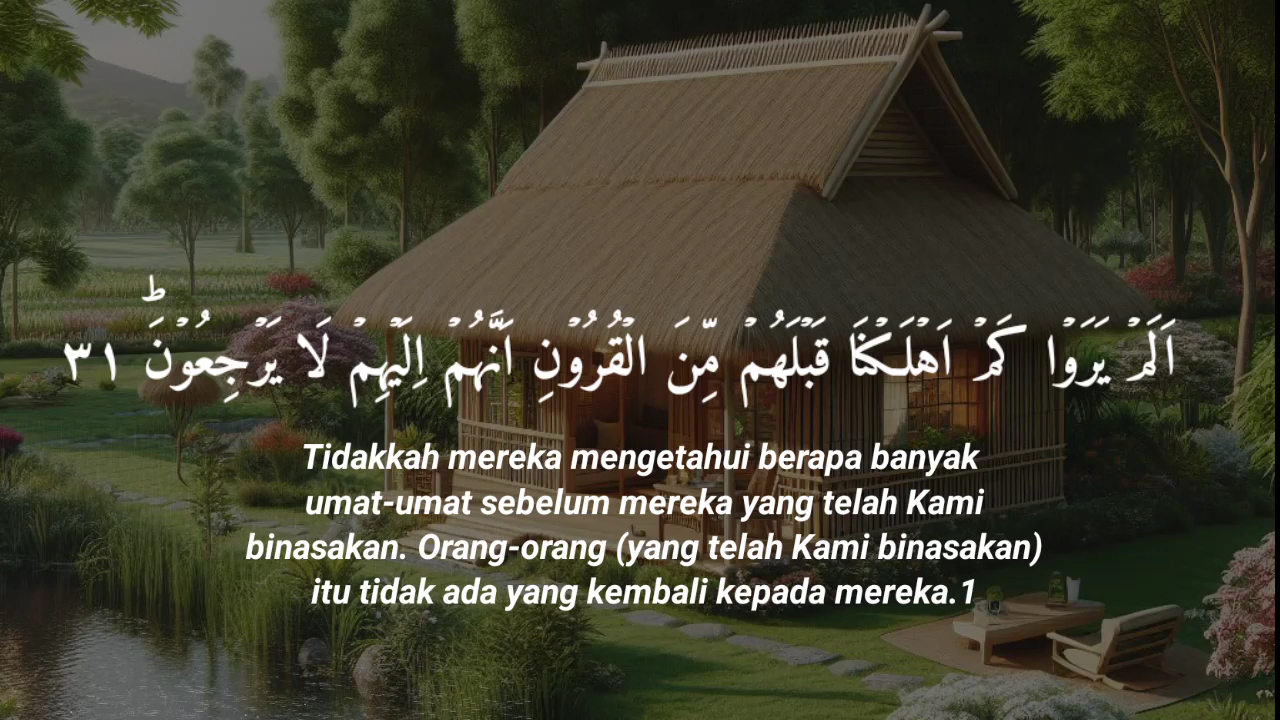 اَلَمْ يَرَوْا كَمْ اَهْلَكْنَا قَبْلَهُمْ مِّنَ الْقُرُوْنِ اَنَّهُمْ اِلَيْهِمْ لَا يَرْجِعُوْنَۗ ٣١
Tidakkah mereka mengetahui berapa banyak
umat-umat sebelum mereka yang telah Kami
binasakan. Orang-orang (yang telah Kami binasakan)
itu tidak ada yang kembali kepada mereka.1